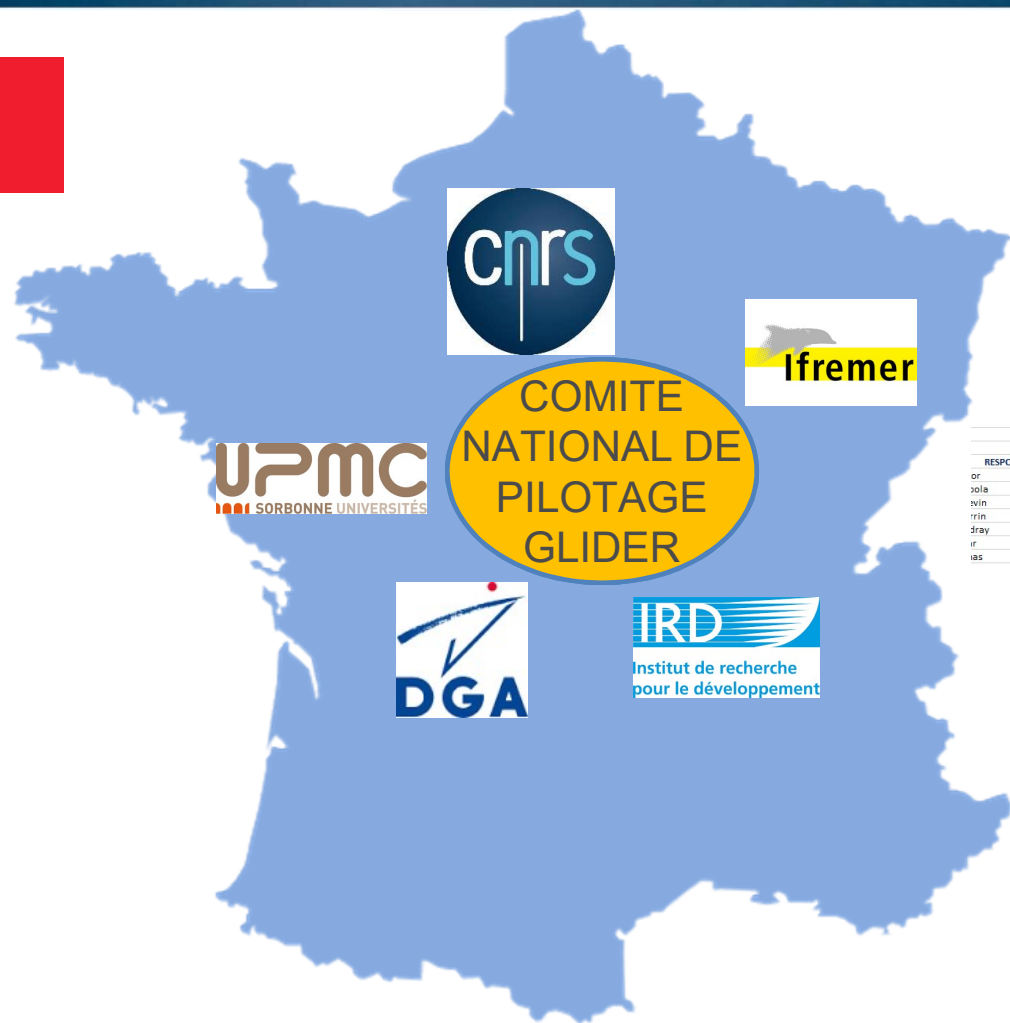 cnrs
Ifremer
COMITE
NATIONAL DE
PILOTAGE
GLIDER
UPMC
SORBONNE UNIVERSITÉS
DGA
IRD
Institut de recherche
pour le développement